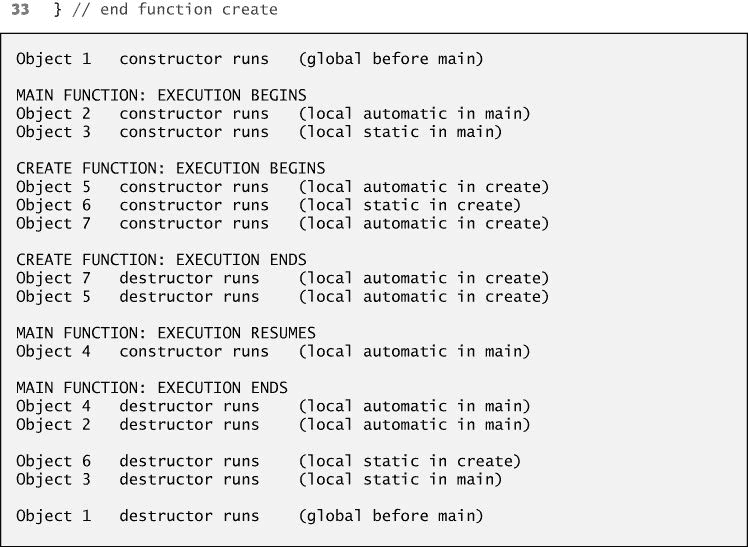 33 } // end function create
Object 1 constructor runs (global before main)
MAIN FUNCTION: EXECUTION BEGINS
Object 2 constructor runs (local automatic in main)
Object 3 constructor runs (local static in main)
CREATE FUNCTION: EXECUTION BEGINS
Object 5 constructor runs (local automatic in create)
Object 6 constructor runs (local static in create)
Object 7 constructor runs (local automatic in create)
CREATE FUNCTION: EXECUTION ENDS
Object 7 destructor runs (local automatic in create)
Object 5 destructor runs (local automatic in create)
MAIN FUNCTION: EXECUTION RESUMES
Object 4 constructor runs (local automatic in main)
MAIN FUNCTION: EXECUTION ENDS
Object 4 destructor runs (local automatic in main)
Object 2 destructor runs (local automatic in main)
Object 6 destructor runs (local static in create)
Object 3 destructor runs (local static in main)
Object 1 destructor runs (global before main)